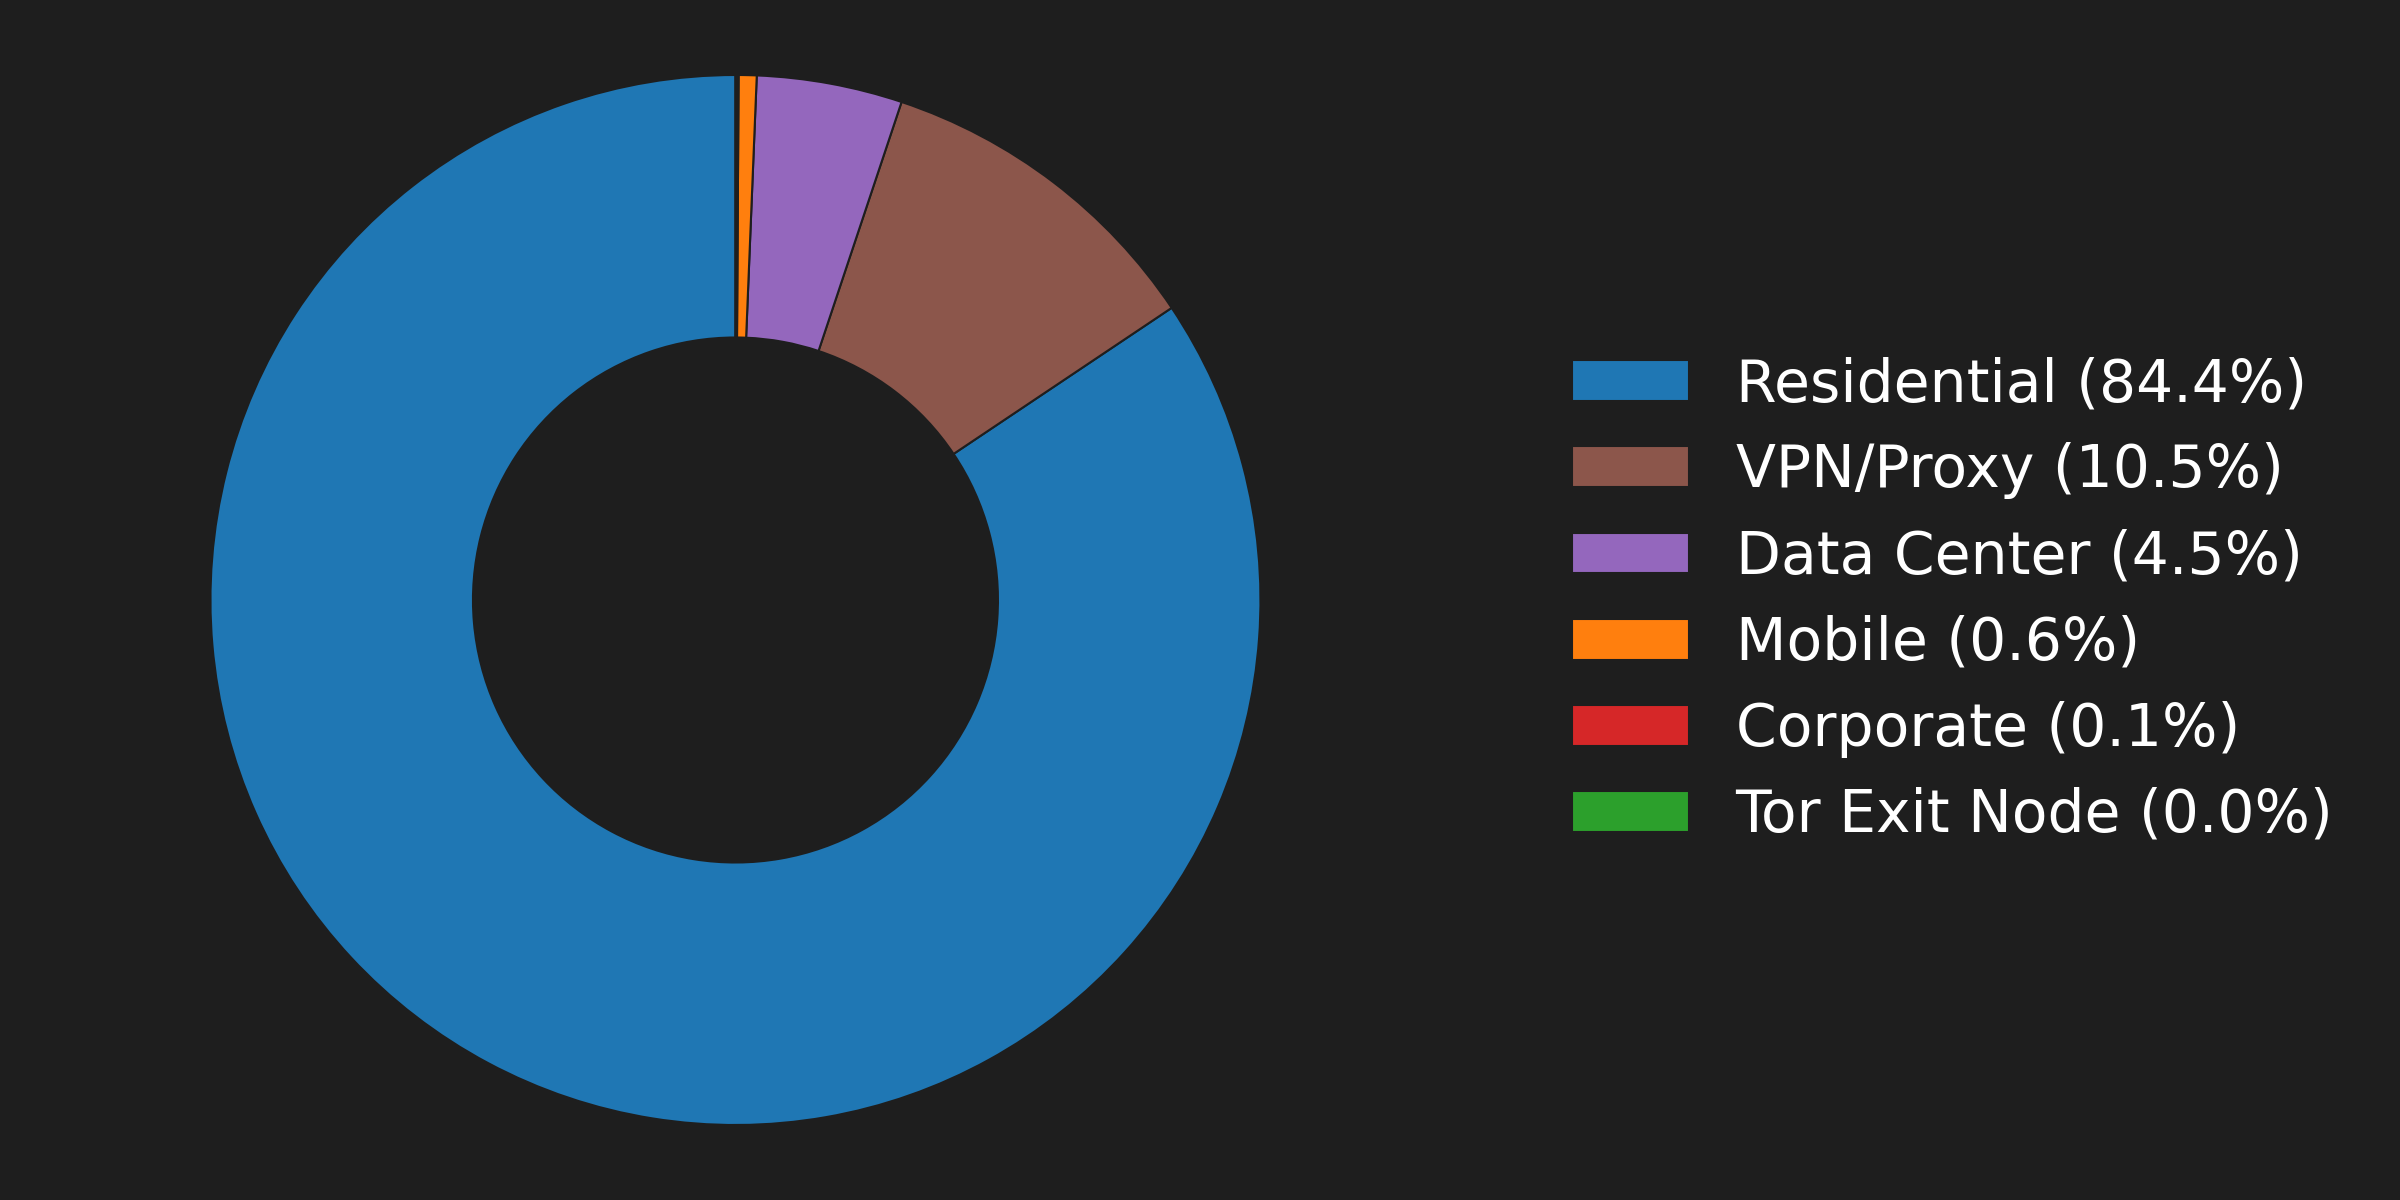 Residential (84.4%)
VPN/Proxy (10.5%)
Data Center (4.5%)
Mobile (0.6%)
Corporate (0.1%)
Tor Exit Node (0.0%)